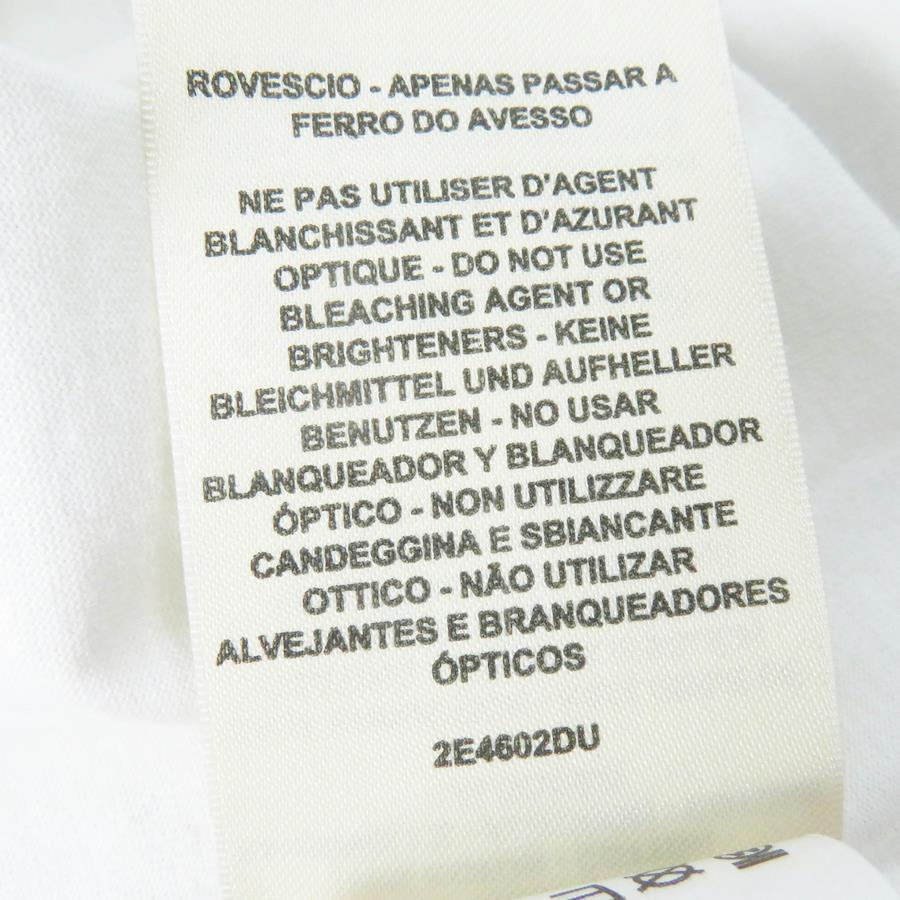 ROVESCIO - APENAS PASSAR A
FERRO DO AVESSO
NE PAS UTILISER D'AGENT
BLANCHISSANT ET D'AZURANT
OPTIQUE - DO NOT USE
BLEACHING AGENT OR
BRIGHTENERS - KEINE
BLEICHMITTEL UND AUFHELLER
BENUTZEN - NO USAR
BLANQUEADOR Y BLANQUEADOR
ÓPTICO - NON UTILIZZARE
CANDEGGINA E SBIANCANTE
OTTICO - NÃO UTILIZAR
ALVEJANTES E BRANQUEADORES
ÓPTICOS
2E4602DU